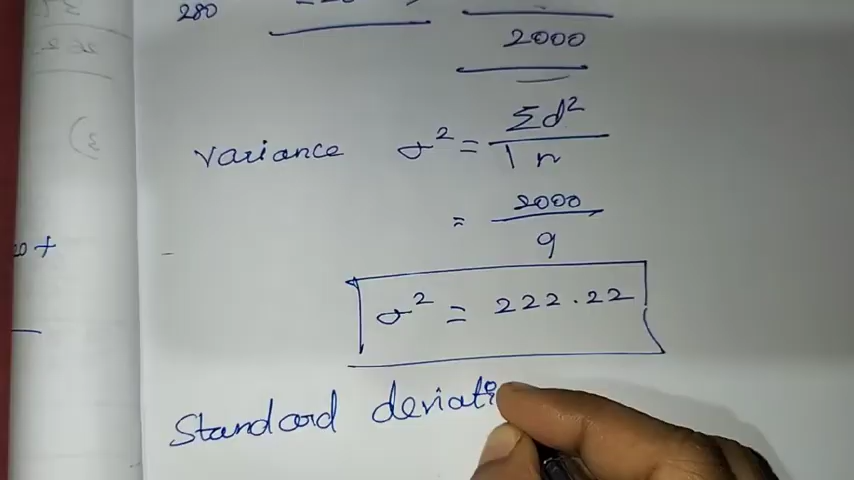 280
2000
variance σ² = Σd² / n
= 2000 / 9
σ² = 222.22
Standard deviati